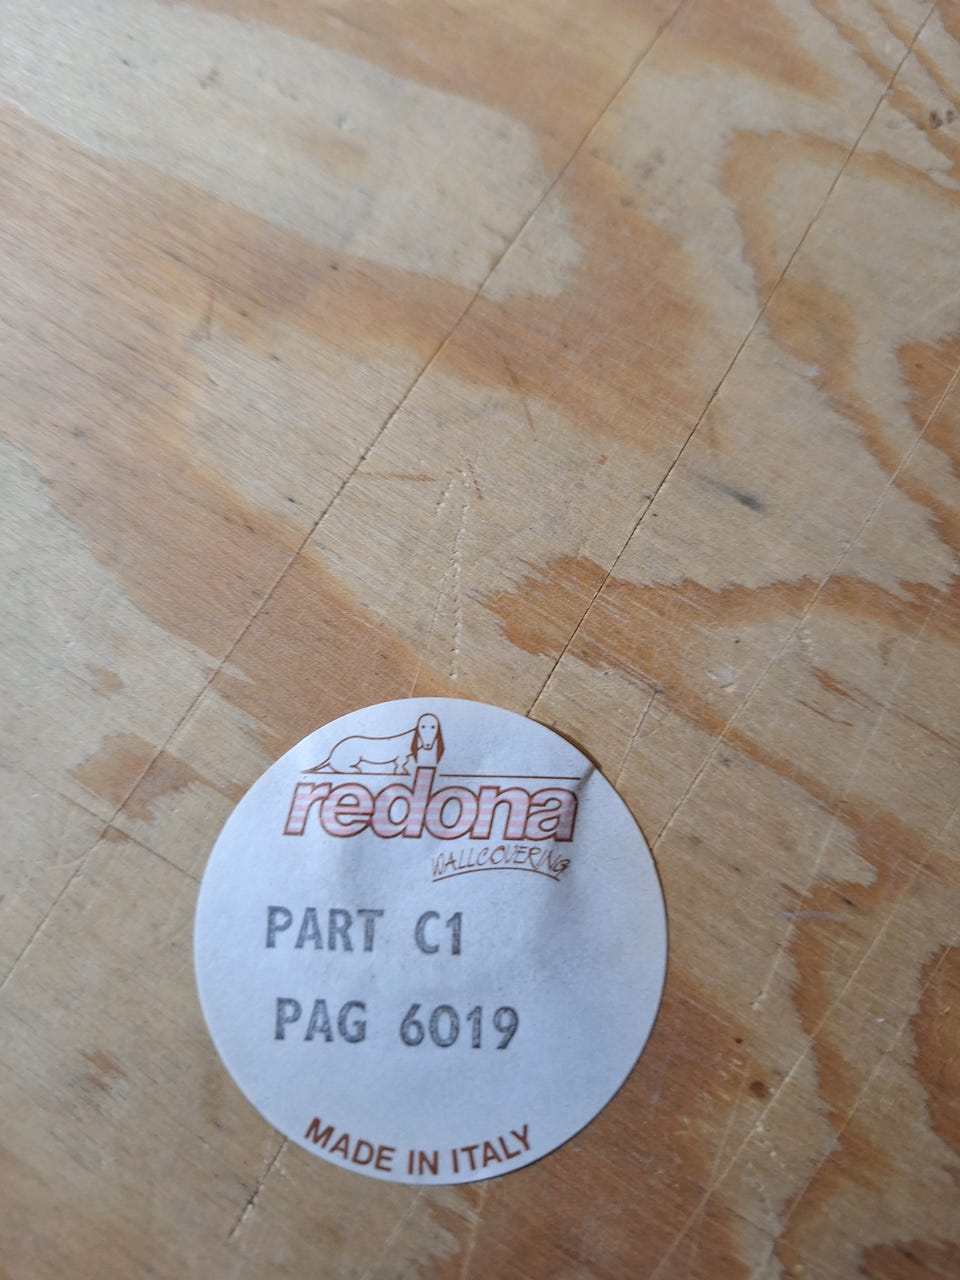 redona
WALLCOVERING
PART C1
PAG 6019
MADE IN ITALY